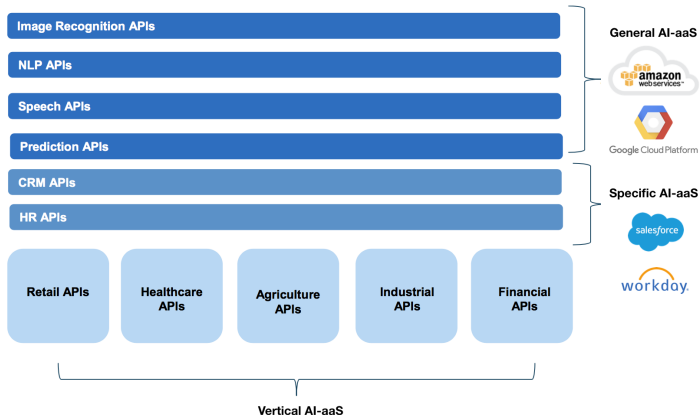 Image Recognition APIs
NLP APIs
Speech APIs
Prediction APIs
CRM APIs
HR APIs
General AI-aaS
amazon
webservices™
Google Cloud Platform
Specific AI-aaS
salesforce
workday.
Retail APIs
Healthcare
APIs
Agriculture
APIs
Industrial
APIs
Financial
APIs
Vertical AI-aaS